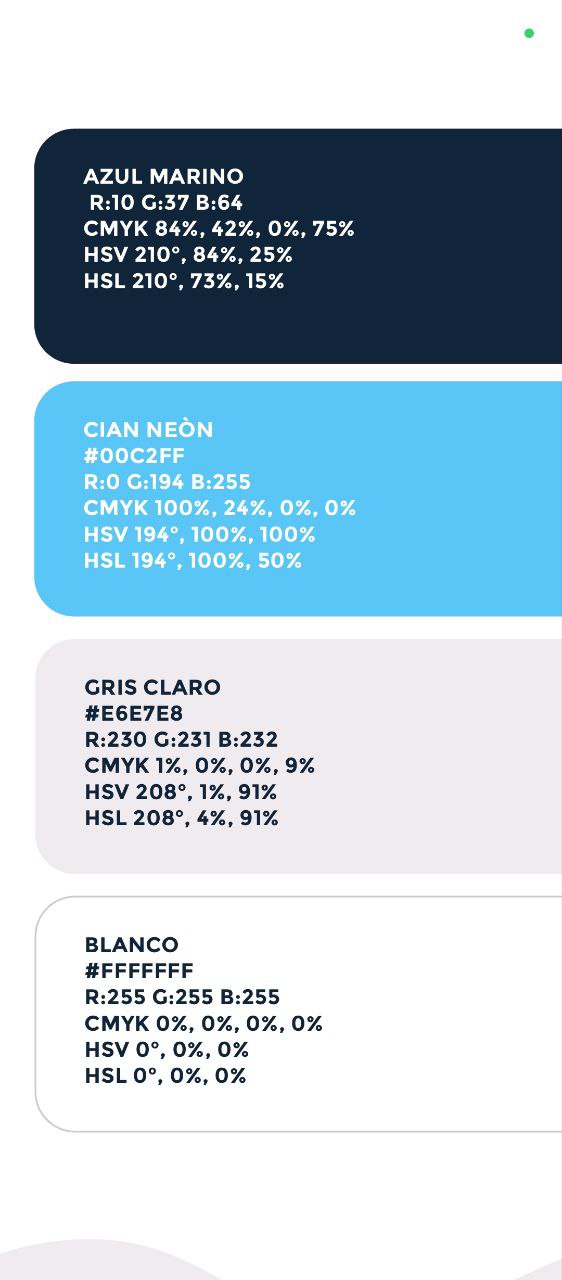 AZUL MARINO
R:10 G:37 B:64
CMYK 84%, 42%, 0%, 75%
HSV 210°, 84%, 25%
HSL 210°, 73%, 15%
CIAN NEÒN
#00C2FF
R:0 G:194 B:255
CMYK 100%, 24%, 0%, 0%
HSV 194°, 100%, 100%
HSL 194°, 100%, 50%
GRIS CLARO
#E6E7E8
R:230 G:231 B:232
CMYK 1%, 0%, 0%, 9%
HSV 208°, 1%, 91%
HSL 208°, 4%, 91%
BLANCO
#FFFFFFF
R:255 G:255 B:255
CMYK 0%, 0%, 0%, 0%
HSV 0°, 0%, 0%
HSL 0°, 0%, 0%